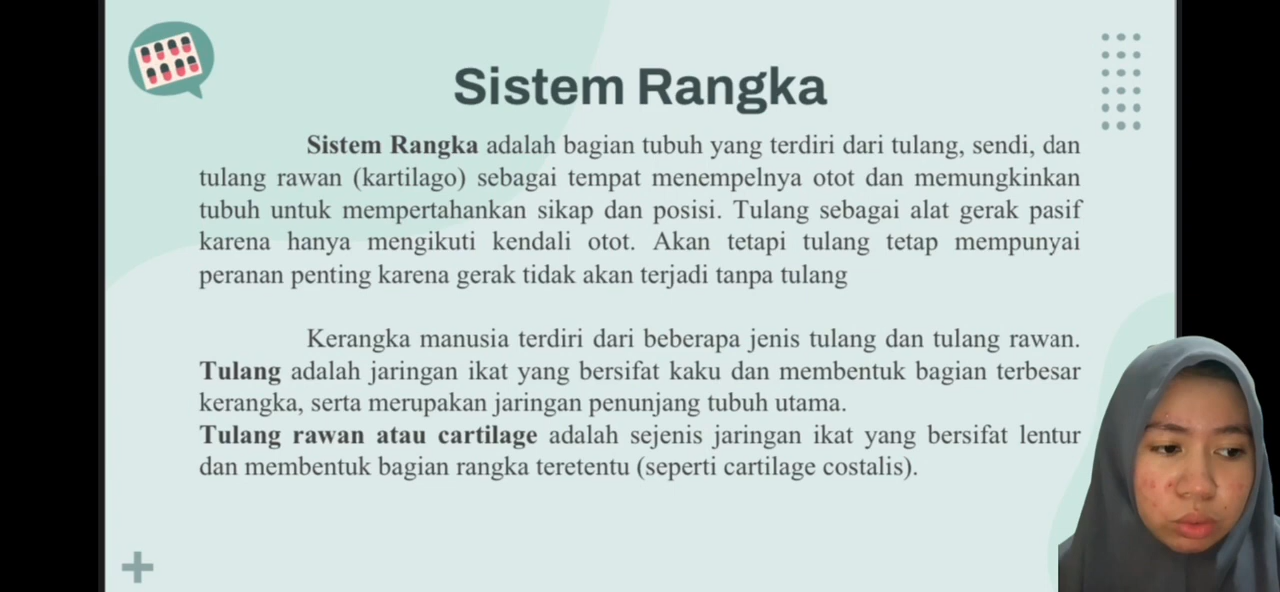 Sistem Rangka
Sistem Rangka adalah bagian tubuh yang terdiri dari tulang, sendi, dan
tulang rawan (kartilago) sebagai tempat menempelnya otot dan memungkinkan
tubuh untuk mempertahankan sikap dan posisi. Tulang sebagai alat gerak pasif
karena hanya mengikuti kendali otot. Akan tetapi tulang tetap mempunyai
peranan penting karena gerak tidak akan terjadi tanpa tulang
Kerangka manusia terdiri dari beberapa jenis tulang dan tulang rawan.
Tulang adalah jaringan ikat yang bersifat kaku dan membentuk bagian terbesar
kerangka, serta merupakan jaringan penunjang tubuh utama.
Tulang rawan atau cartilage adalah sejenis jaringan ikat yang bersifat lentur
dan membentuk bagian rangka teretentu (seperti cartilage costalis).